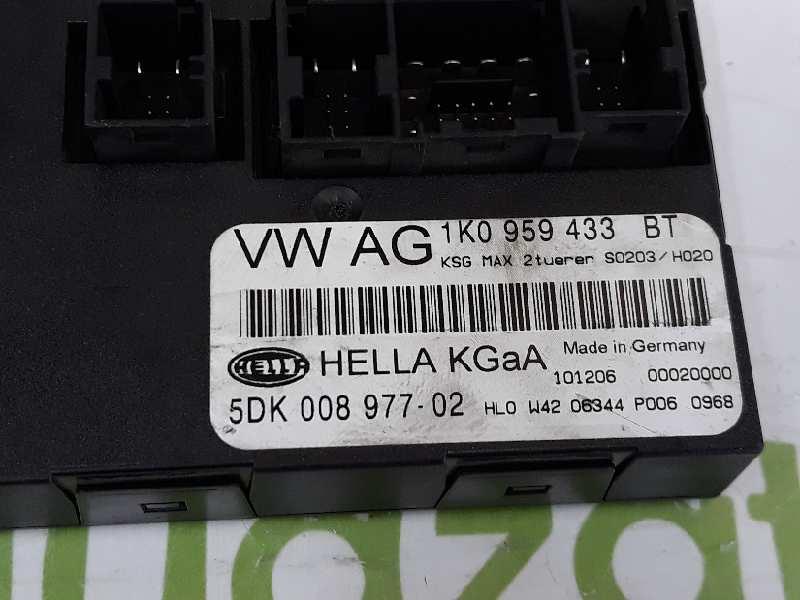 VW AG 1K0 959 433 BT
KSG MAX 2tuerer S0203/H020
HELLA HELLA KGaA Made in Germany
101206 00020000
5DK 008 977-02 HL0 W42 06344 P006 0968